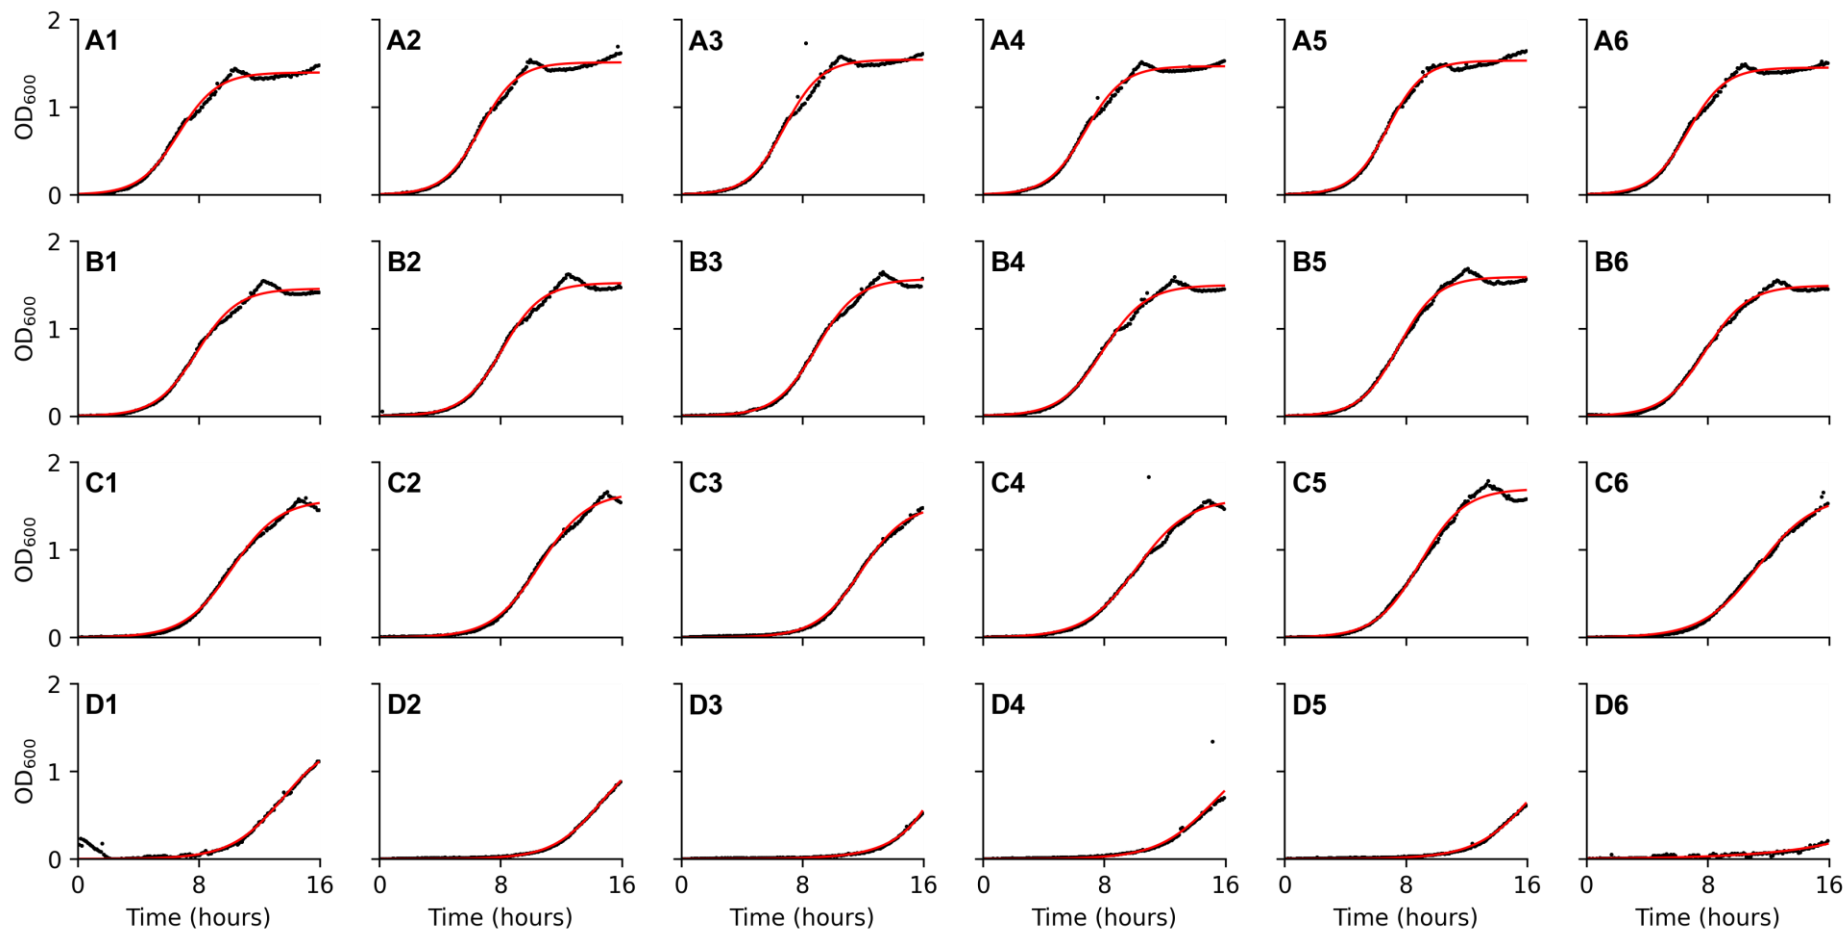 2
A1
A2
A3
A4
A5
A6
OD600
1
0
2
B1
B2
B3
B4
B5
B6
OD600
1
0
2
C1
C2
C3
C4
C5
C6
OD600
1
0
2
D1
D2
D3
D4
D5
D6
OD600
1
0
0 8 16 0 8 16 0 8 16 0 8 16 0 8 16 0 8 16
Time (hours) Time (hours) Time (hours) Time (hours) Time (hours) Time (hours)